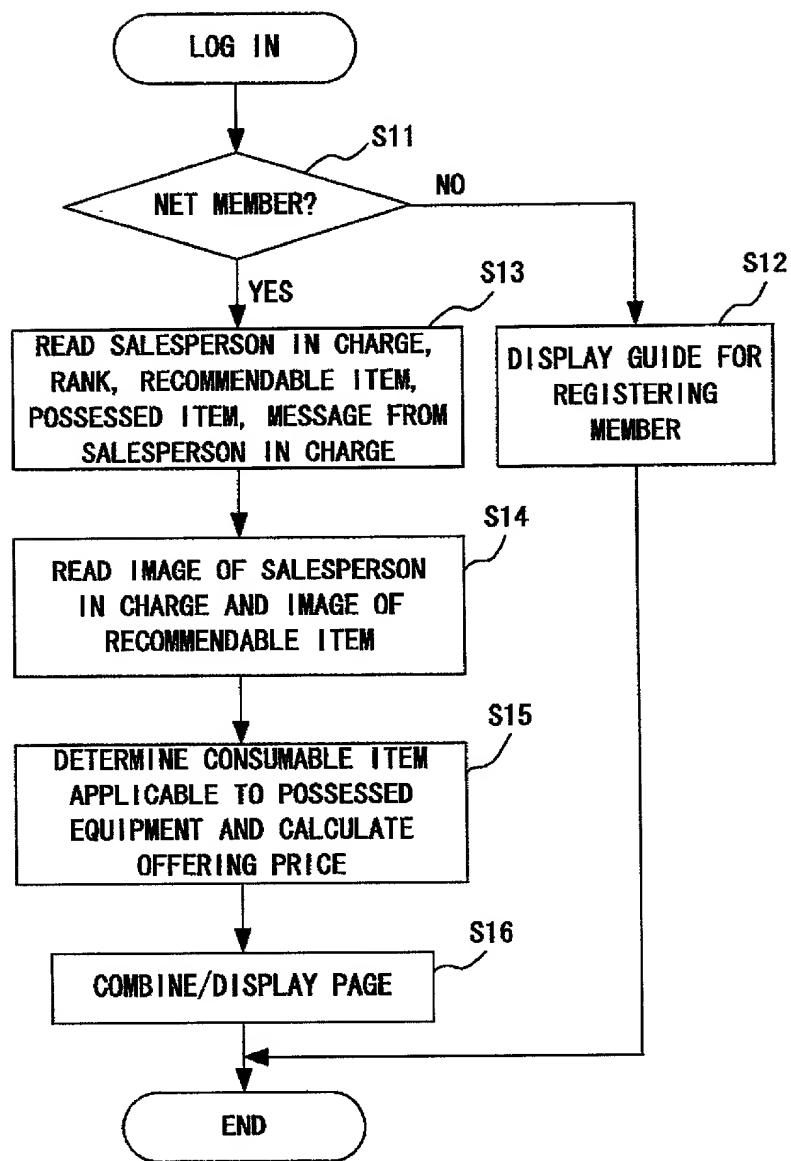 LOG IN
S11
NET MEMBER?
NO
YES
S13
S12
READ SALESPERSON IN CHARGE,
RANK, RECOMMENDABLE ITEM,
POSSESSED ITEM, MESSAGE FROM
SALESPERSON IN CHARGE
DISPLAY GUIDE FOR
REGISTERING
MEMBER
S14
READ IMAGE OF SALESPERSON
IN CHARGE AND IMAGE OF
RECOMMENDABLE ITEM
S15
DETERMINE CONSUMABLE ITEM
APPLICABLE TO POSSESSED
EQUIPMENT AND CALCULATE
OFFERING PRICE
S16
COMBINE/DISPLAY PAGE
END